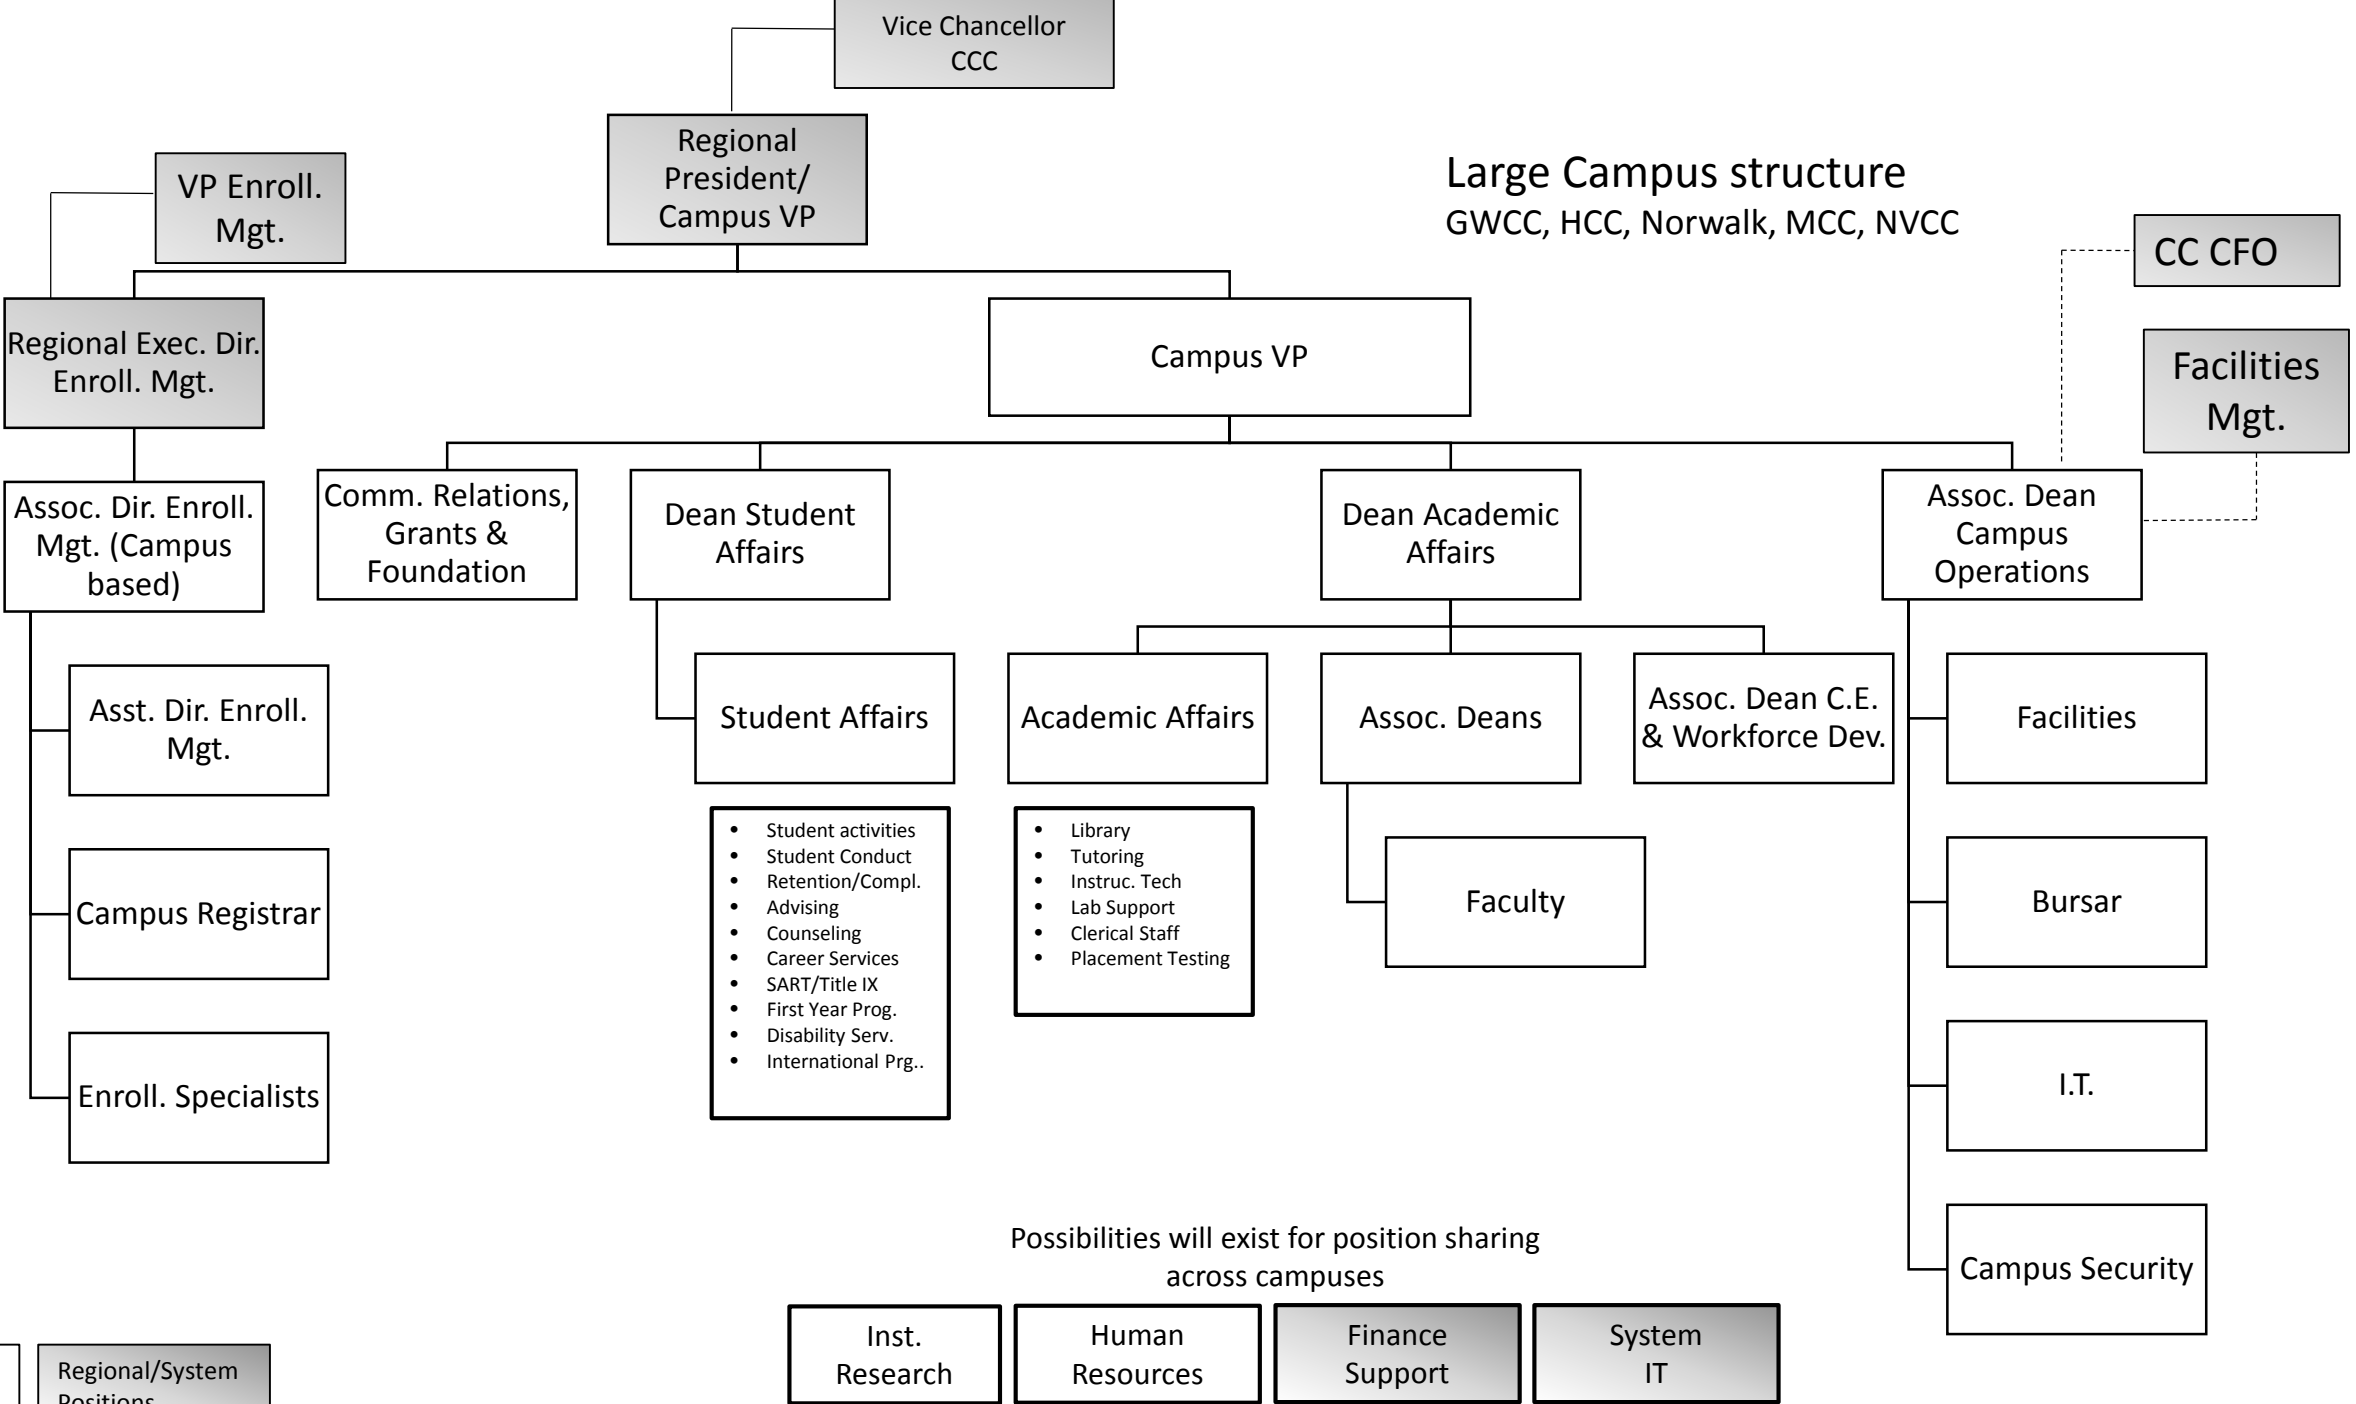 Vice Chancellor
CCC
Regional
President/
Campus VP
VP Enroll.
Mgt.
Large Campus structure
GWCC, HCC, Norwalk, MCC, NVCC
CC CFO
Facilities
Mgt.
Regional Exec. Dir.
Enroll. Mgt.
Campus VP
Assoc. Dir. Enroll.
Mgt. (Campus
based)
Comm. Relations,
Grants &
Foundation
Dean Student
Affairs
Dean Academic
Affairs
Assoc. Dean
Campus
Operations
Asst. Dir. Enroll.
Mgt.
Campus Registrar
Enroll. Specialists
Student Affairs
• Student activities
• Student Conduct
• Retention/Compl.
• Advising
• Counseling
• Career Services
• SART/Title IX
• First Year Prog.
• Disability Serv.
• International Prg..
Academic Affairs
• Library
• Tutoring
• Instruc. Tech
• Lab Support
• Clerical Staff
• Placement Testing
Assoc. Deans
Faculty
Assoc. Dean C.E.
& Workforce Dev.
Facilities
Bursar
I.T.
Campus Security
Possibilities will exist for position sharing
across campuses
Inst.
Research
Human
Resources
Finance
Support
System
IT
Regional/System
Positions